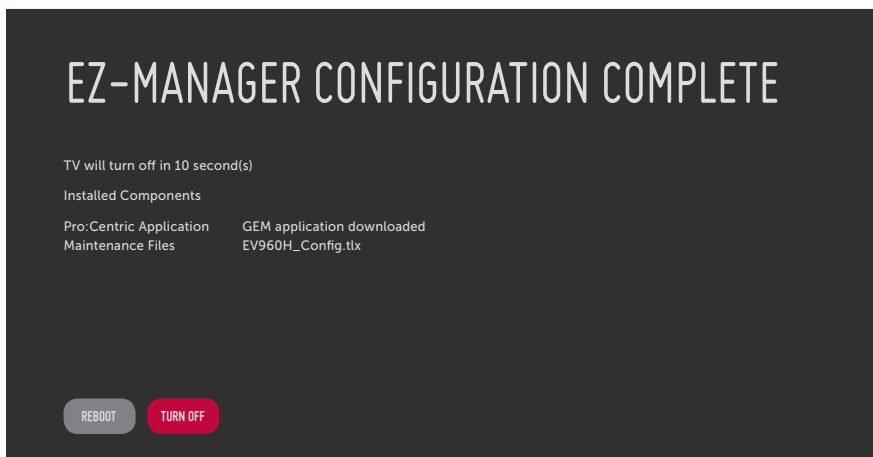 EZ-MANAGER CONFIGURATION COMPLETE
TV will turn off in 10 second(s)
Installed Components
Pro:Centric Application GEM application downloaded
Maintenance Files EV960H_Config.tlx
REBOOT TURN OFF